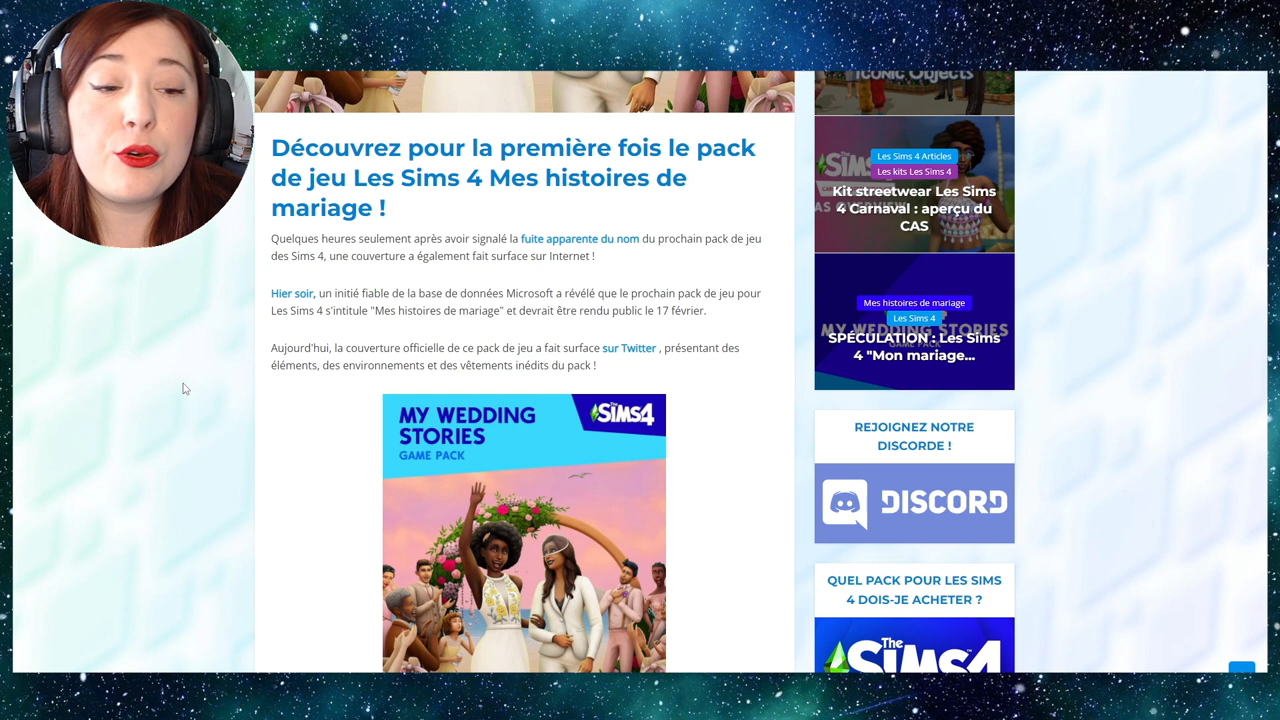 Découvrez pour la première fois le pack
de jeu Les Sims 4 Mes histoires de
mariage !
Quelques heures seulement après avoir signalé la fuite apparente du nom du prochain pack de jeu
des Sims 4, une couverture a également fait surface sur Internet !
Hier soir, un initié fiable de la base de données Microsoft a révélé que le prochain pack de jeu pour
Les Sims 4 s'intitule "Mes histoires de mariage" et devrait être rendu public le 17 février.
Aujourd'hui, la couverture officielle de ce pack de jeu a fait surface sur Twitter , présentant des
éléments, des environnements et des vêtements inédits du pack !
MY WEDDING
STORIES
GAME PACK
The
SIMS4
ICONIC OBJECTS
Les Sims 4 Articles
Les kits Les Sims 4
Kit streetwear Les Sims
4 Carnaval : aperçu du
CAS
Mes histoires de mariage
Les Sims 4
MY WEDDING STORIES
GAME PACK
SPÉCULATION : Les Sims
4 "Mon mariage...
REJOIGNEZ NOTRE
DISCORDE !
DISCORD
QUEL PACK POUR LES SIMS
4 DOIS-JE ACHETER ?
The
SIMS4